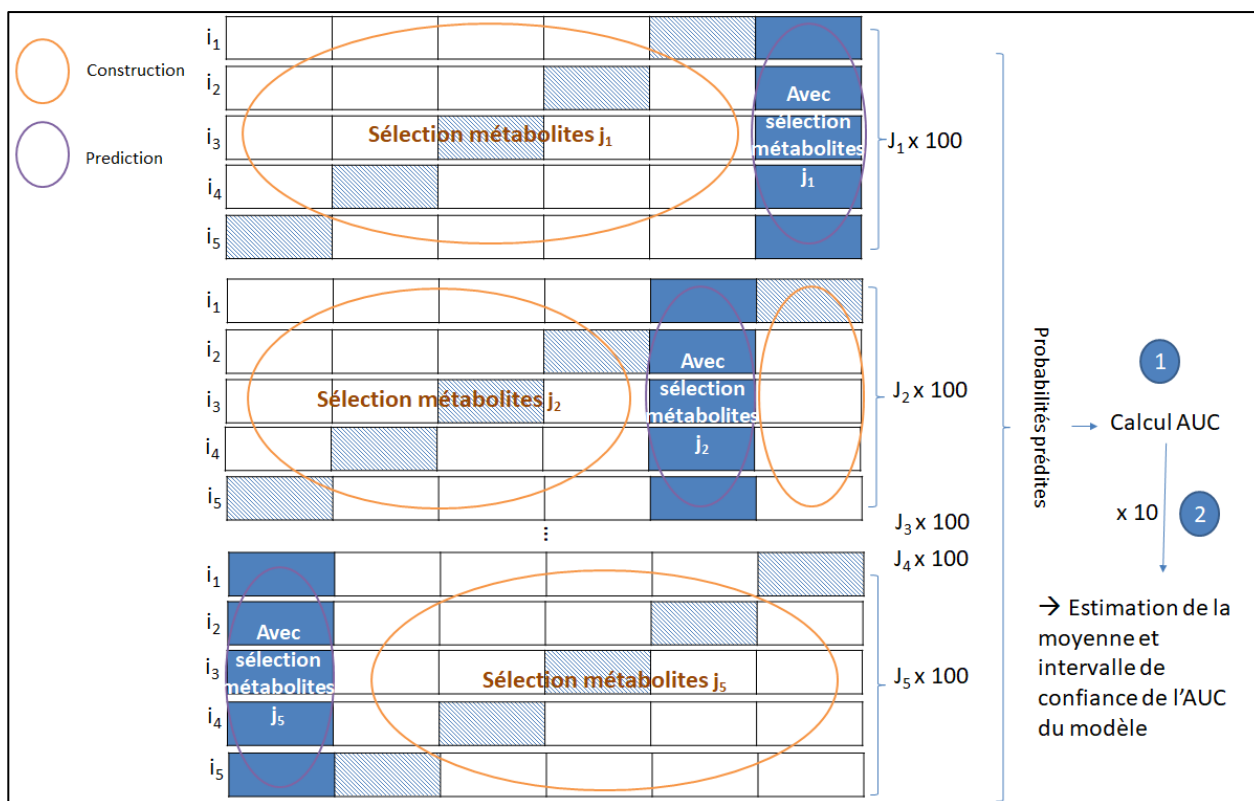 Construction
Prediction
i1
i2
i3
i4
i5
Sélection métabolites j1
Avec
sélection
métabolites
j1
J1 x 100
i1
i2
i3
i4
i5
Sélection métabolites j2
Avec
sélection
métabolites
j2
J2 x 100
J3 x 100
⋮
J4 x 100
i1
i2
i3
i4
i5
Avec
sélection
métabolites
j5
Sélection métabolites j5
J5 x 100
Probabilités prédites
1
Calcul AUC
x 10
2
→ Estimation de la
moyenne et
intervalle de
confiance de l’AUC
du modèle